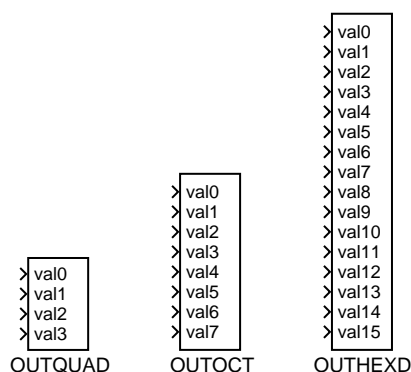 val0
val1
val2
val3
OUTQUAD
val0
val1
val2
val3
val4
val5
val6
val7
OUTOCT
val0
val1
val2
val3
val4
val5
val6
val7
val8
val9
val10
val11
val12
val13
val14
val15
OUTHEXD